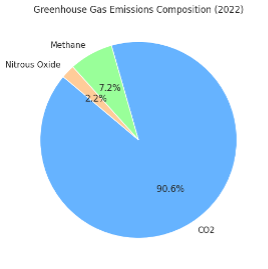 Greenhouse Gas Emissions Composition (2022)
Methane
Nitrous Oxide
7.2%
2.2%
90.6%
CO2